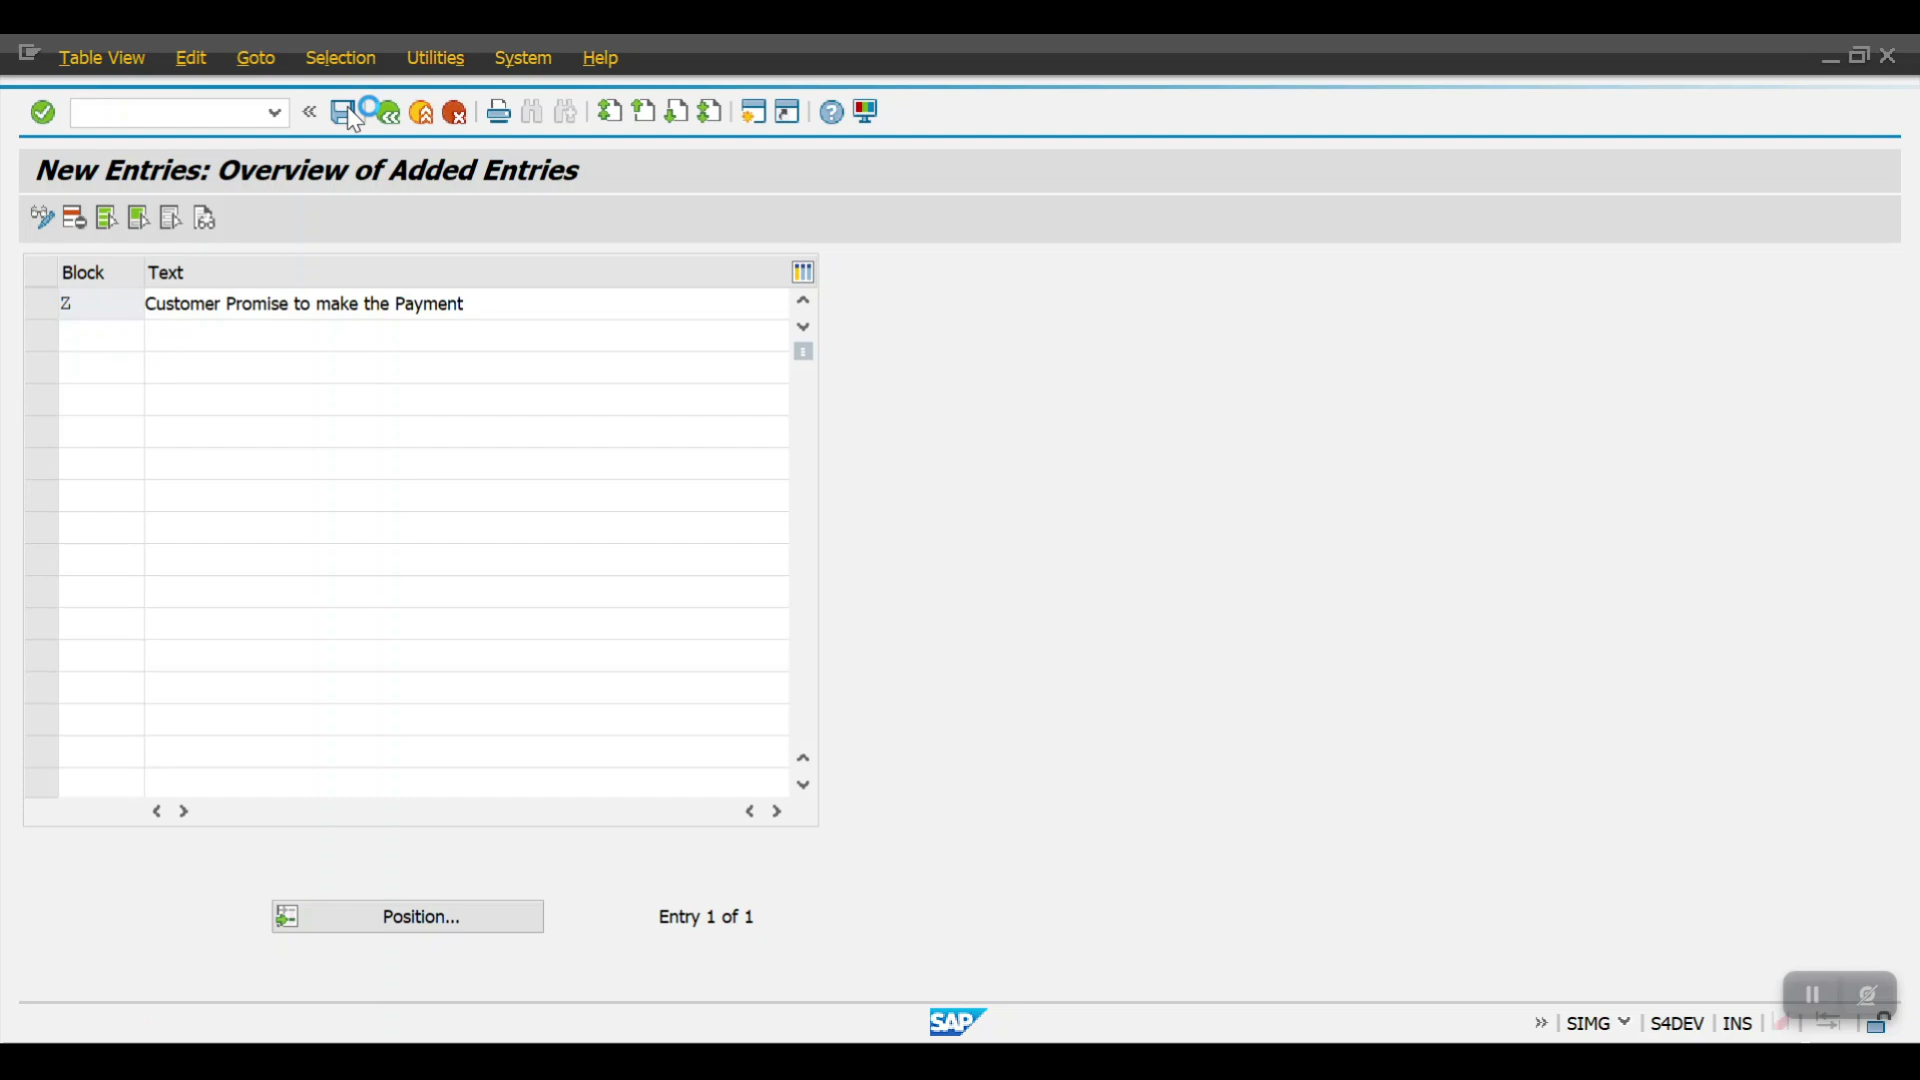 Table View Edit Goto Selection Utilities System Help
New Entries: Overview of Added Entries
Block Text
Z Customer Promise to make the Payment
Position... Entry 1 of 1
SAP
SIMG S4DEV INS